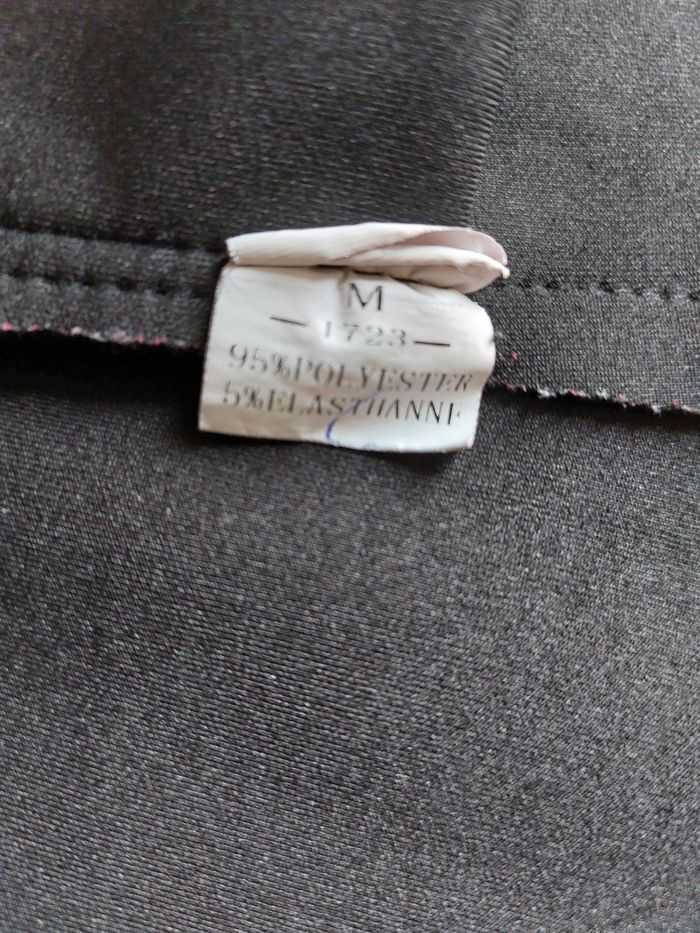 M
— 1723 —
95%POLYESTER
5%ELASTHANNE